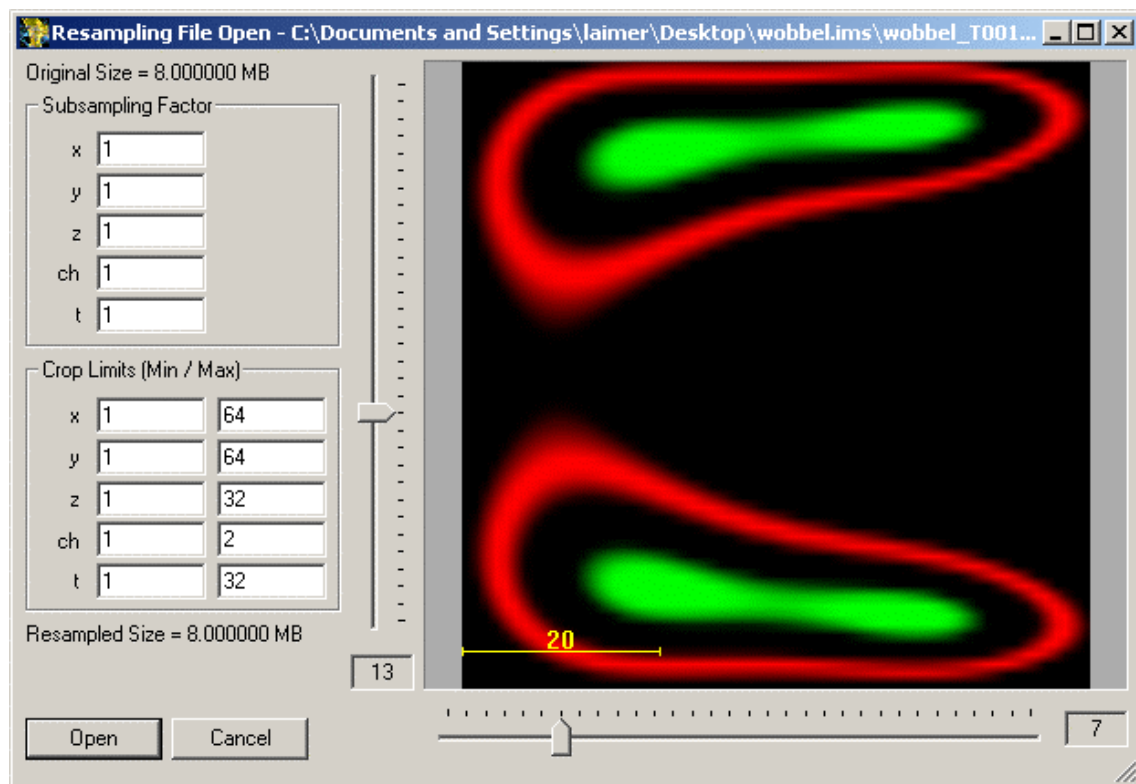 Resampling File Open - C:\Documents and Settings\laimer\Desktop\wobbel.ims\wobbel_T001...
Original Size = 8.000000 MB
Subsampling Factor
x 1
y 1
z 1
ch 1
t 1
Crop Limits (Min / Max)
x 1 64
y 1 64
z 1 32
ch 1 2
t 1 32
Resampled Size = 8.000000 MB
13
20
7
Open Cancel